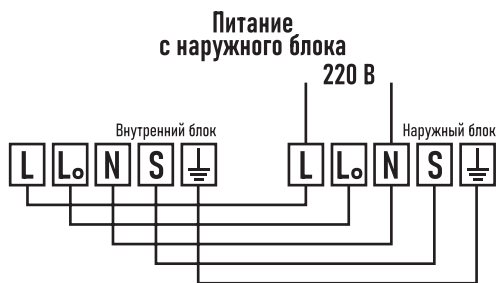 Питание
с наружного блока
220 В
Внутренний блок
Наружный блок
L Lo N S
L Lo N S